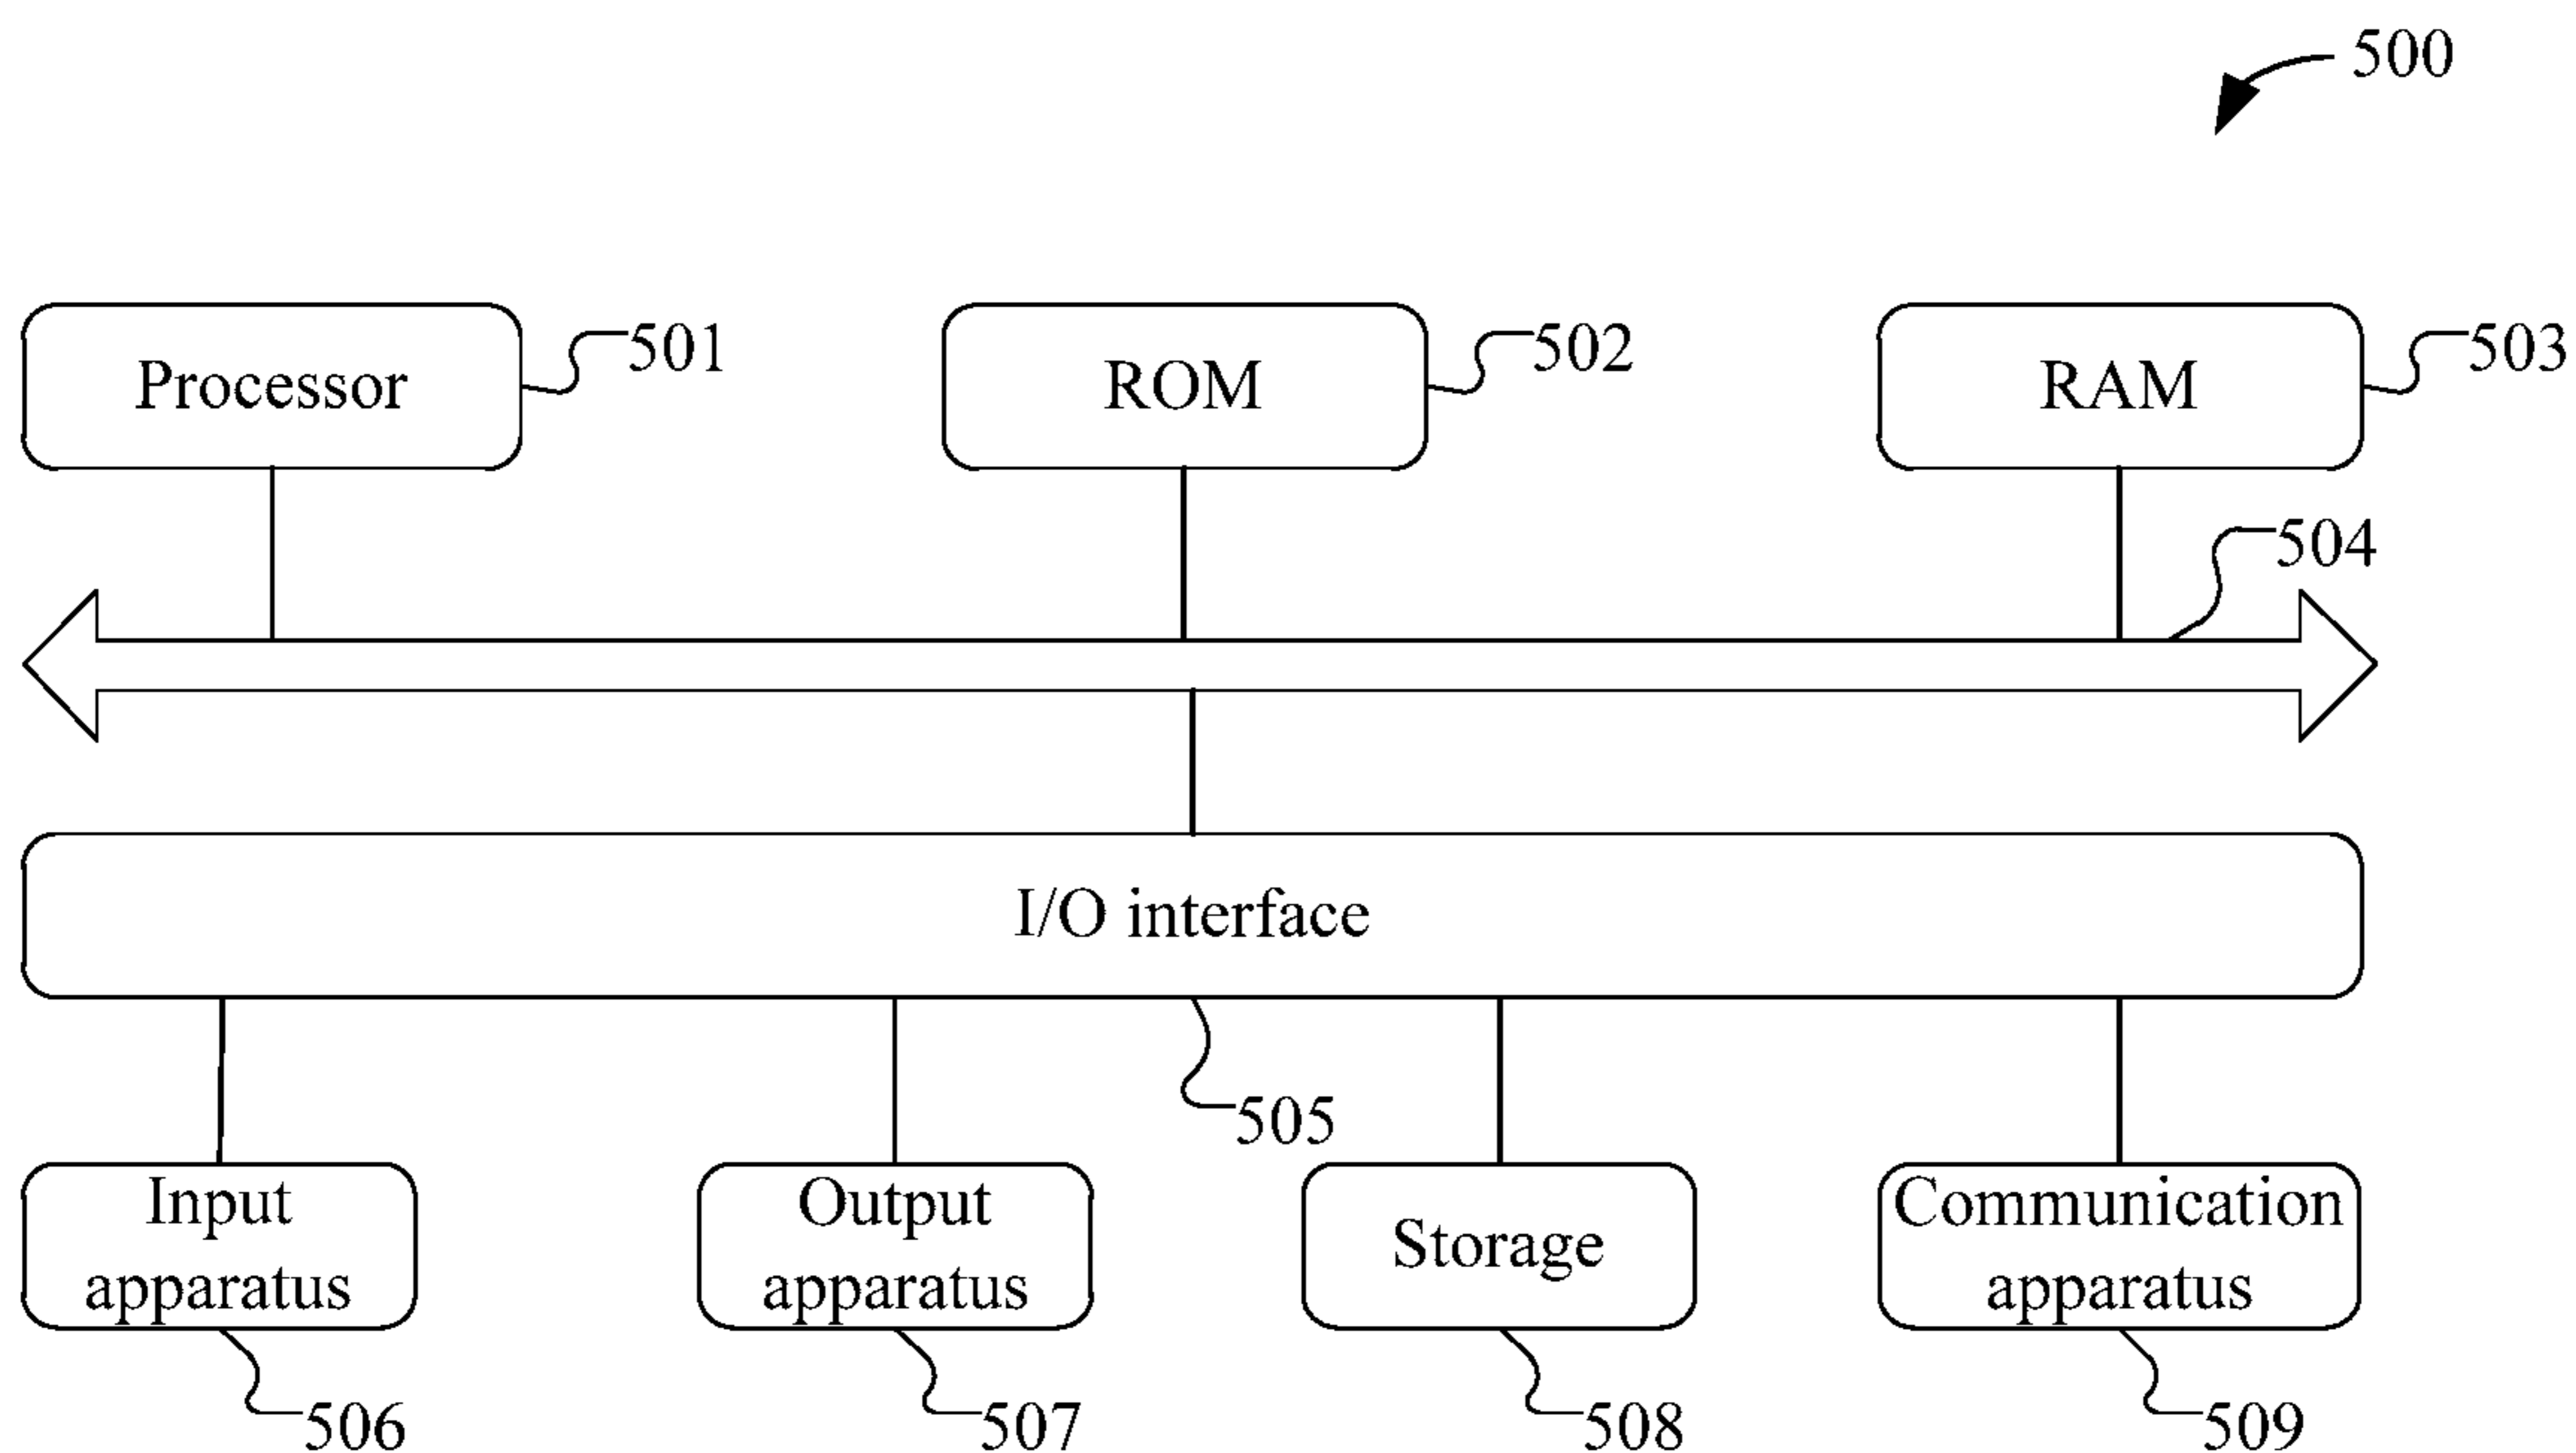 500
Processor
501
ROM
502
RAM
503
504
I/O interface
505
Input
apparatus
506
Output
apparatus
507
Storage
508
Communication
apparatus
509